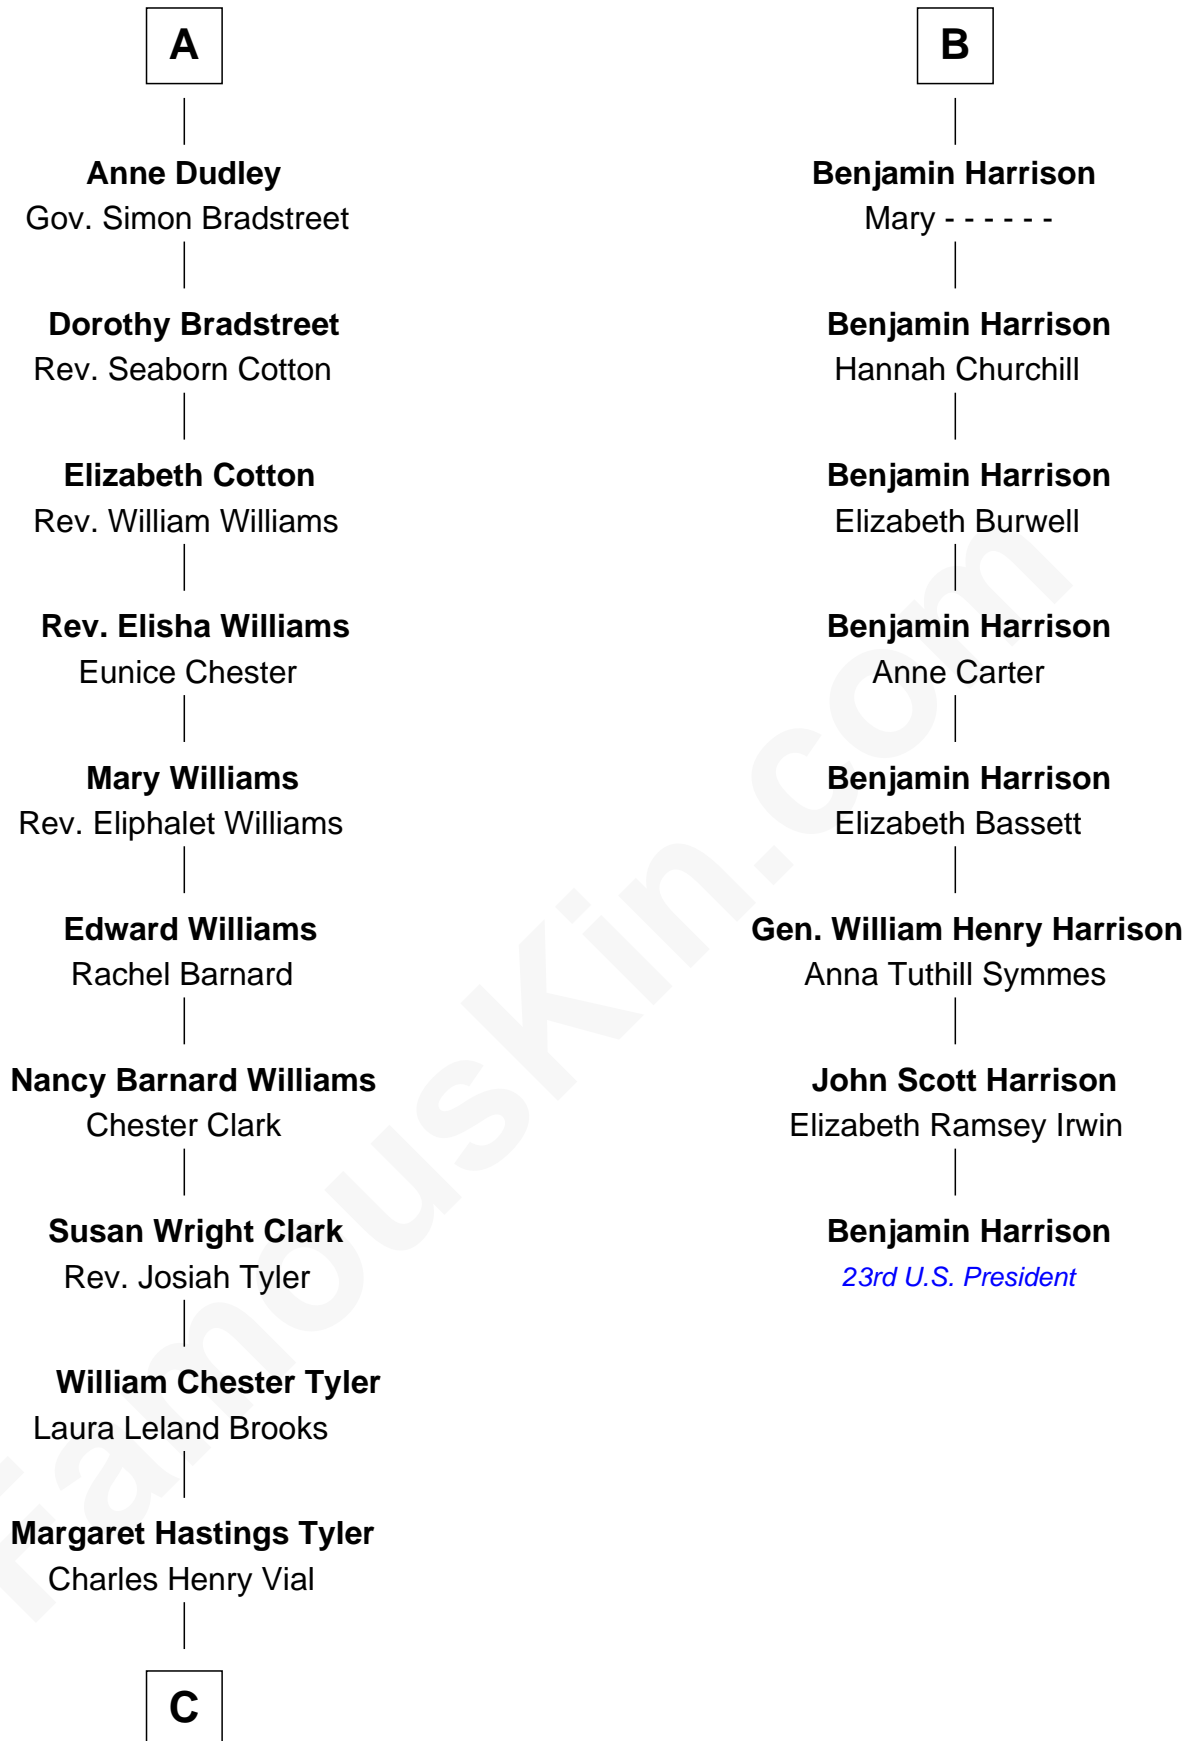 A
Anne Dudley
Gov. Simon Bradstreet
Dorothy Bradstreet
Rev. Seaborn Cotton
Elizabeth Cotton
Rev. William Williams
Rev. Elisha Williams
Eunice Chester
Mary Williams
Rev. Eliphalet Williams
Edward Williams
Rachel Barnard
Nancy Barnard Williams
Chester Clark
Susan Wright Clark
Rev. Josiah Tyler
William Chester Tyler
Laura Leland Brooks
Margaret Hastings Tyler
Charles Henry Vial
C
B
Benjamin Harrison
Mary - - - - - -
Benjamin Harrison
Hannah Churchill
Benjamin Harrison
Elizabeth Burwell
Benjamin Harrison
Anne Carter
Benjamin Harrison
Elizabeth Bassett
Gen. William Henry Harrison
Anna Tuthill Symmes
John Scott Harrison
Elizabeth Ramsey Irwin
Benjamin Harrison
23rd U.S. President
FamousKin.com